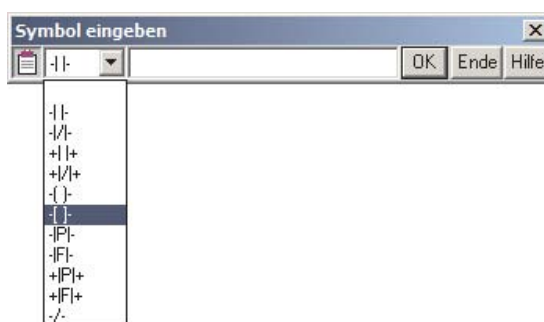 Symbol eingeben
-| |- OK Ende Hilfe
-| |-
-|/|-
+| |+
+|/|+
-( )-
-[ ]-
-|P|-
-|F|-
+|P|+
+|F|+
-/-